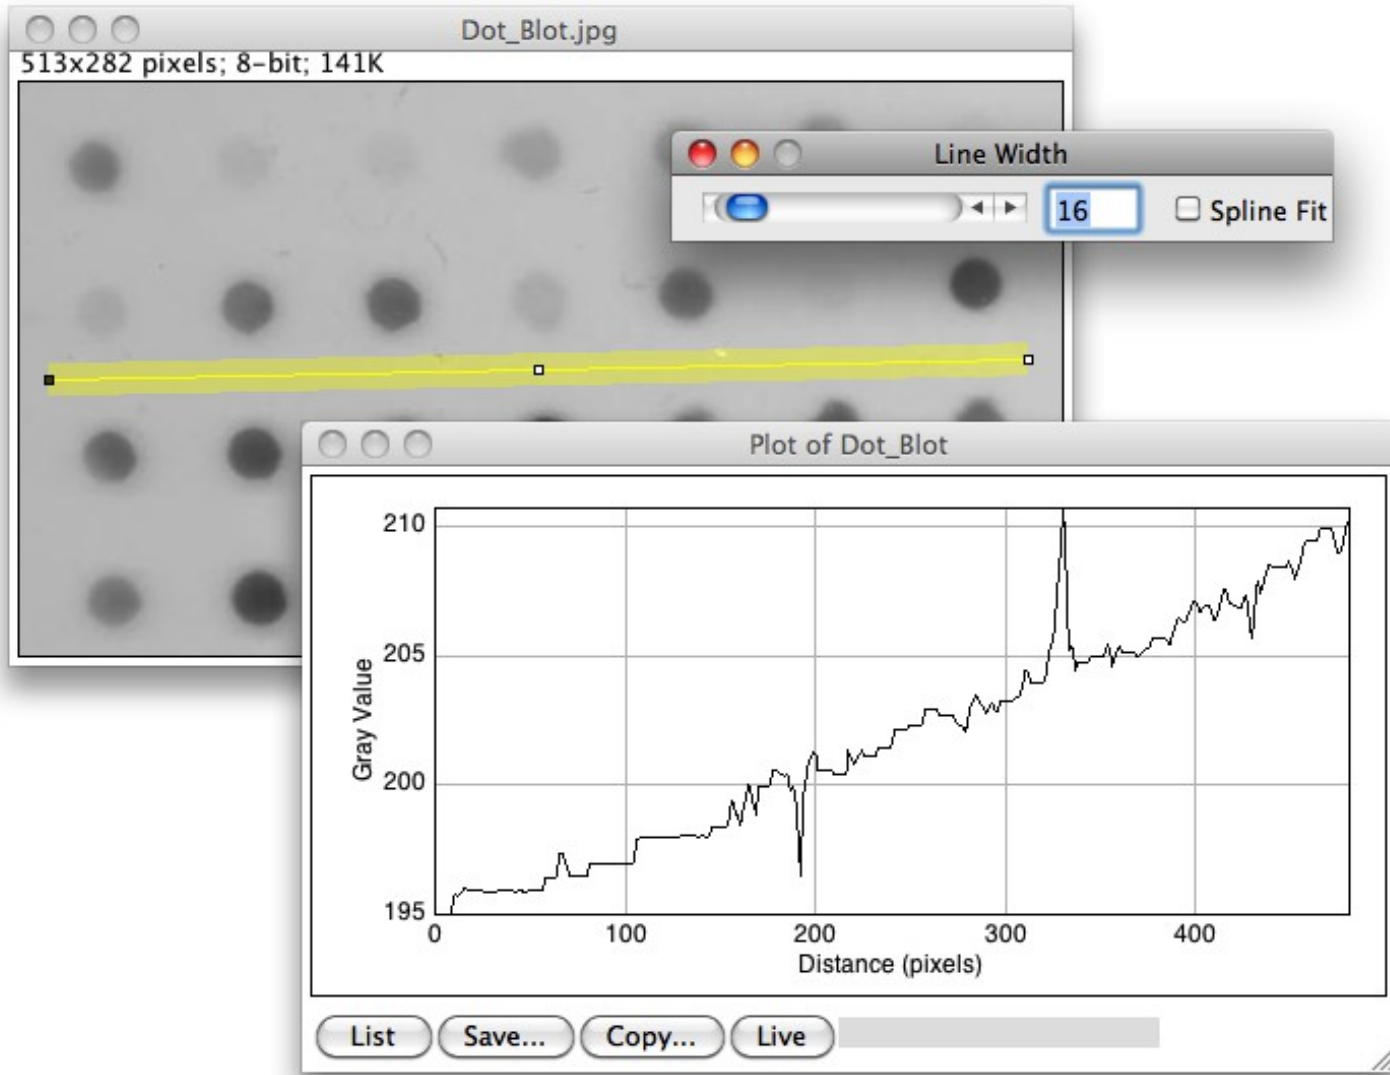 Dot_Blot.jpg
513x282 pixels; 8-bit; 141K
Line Width
16
Spline Fit
Plot of Dot_Blot
210
205
200
195
Gray Value
0 100 200 300 400
Distance (pixels)
List Save... Copy... Live